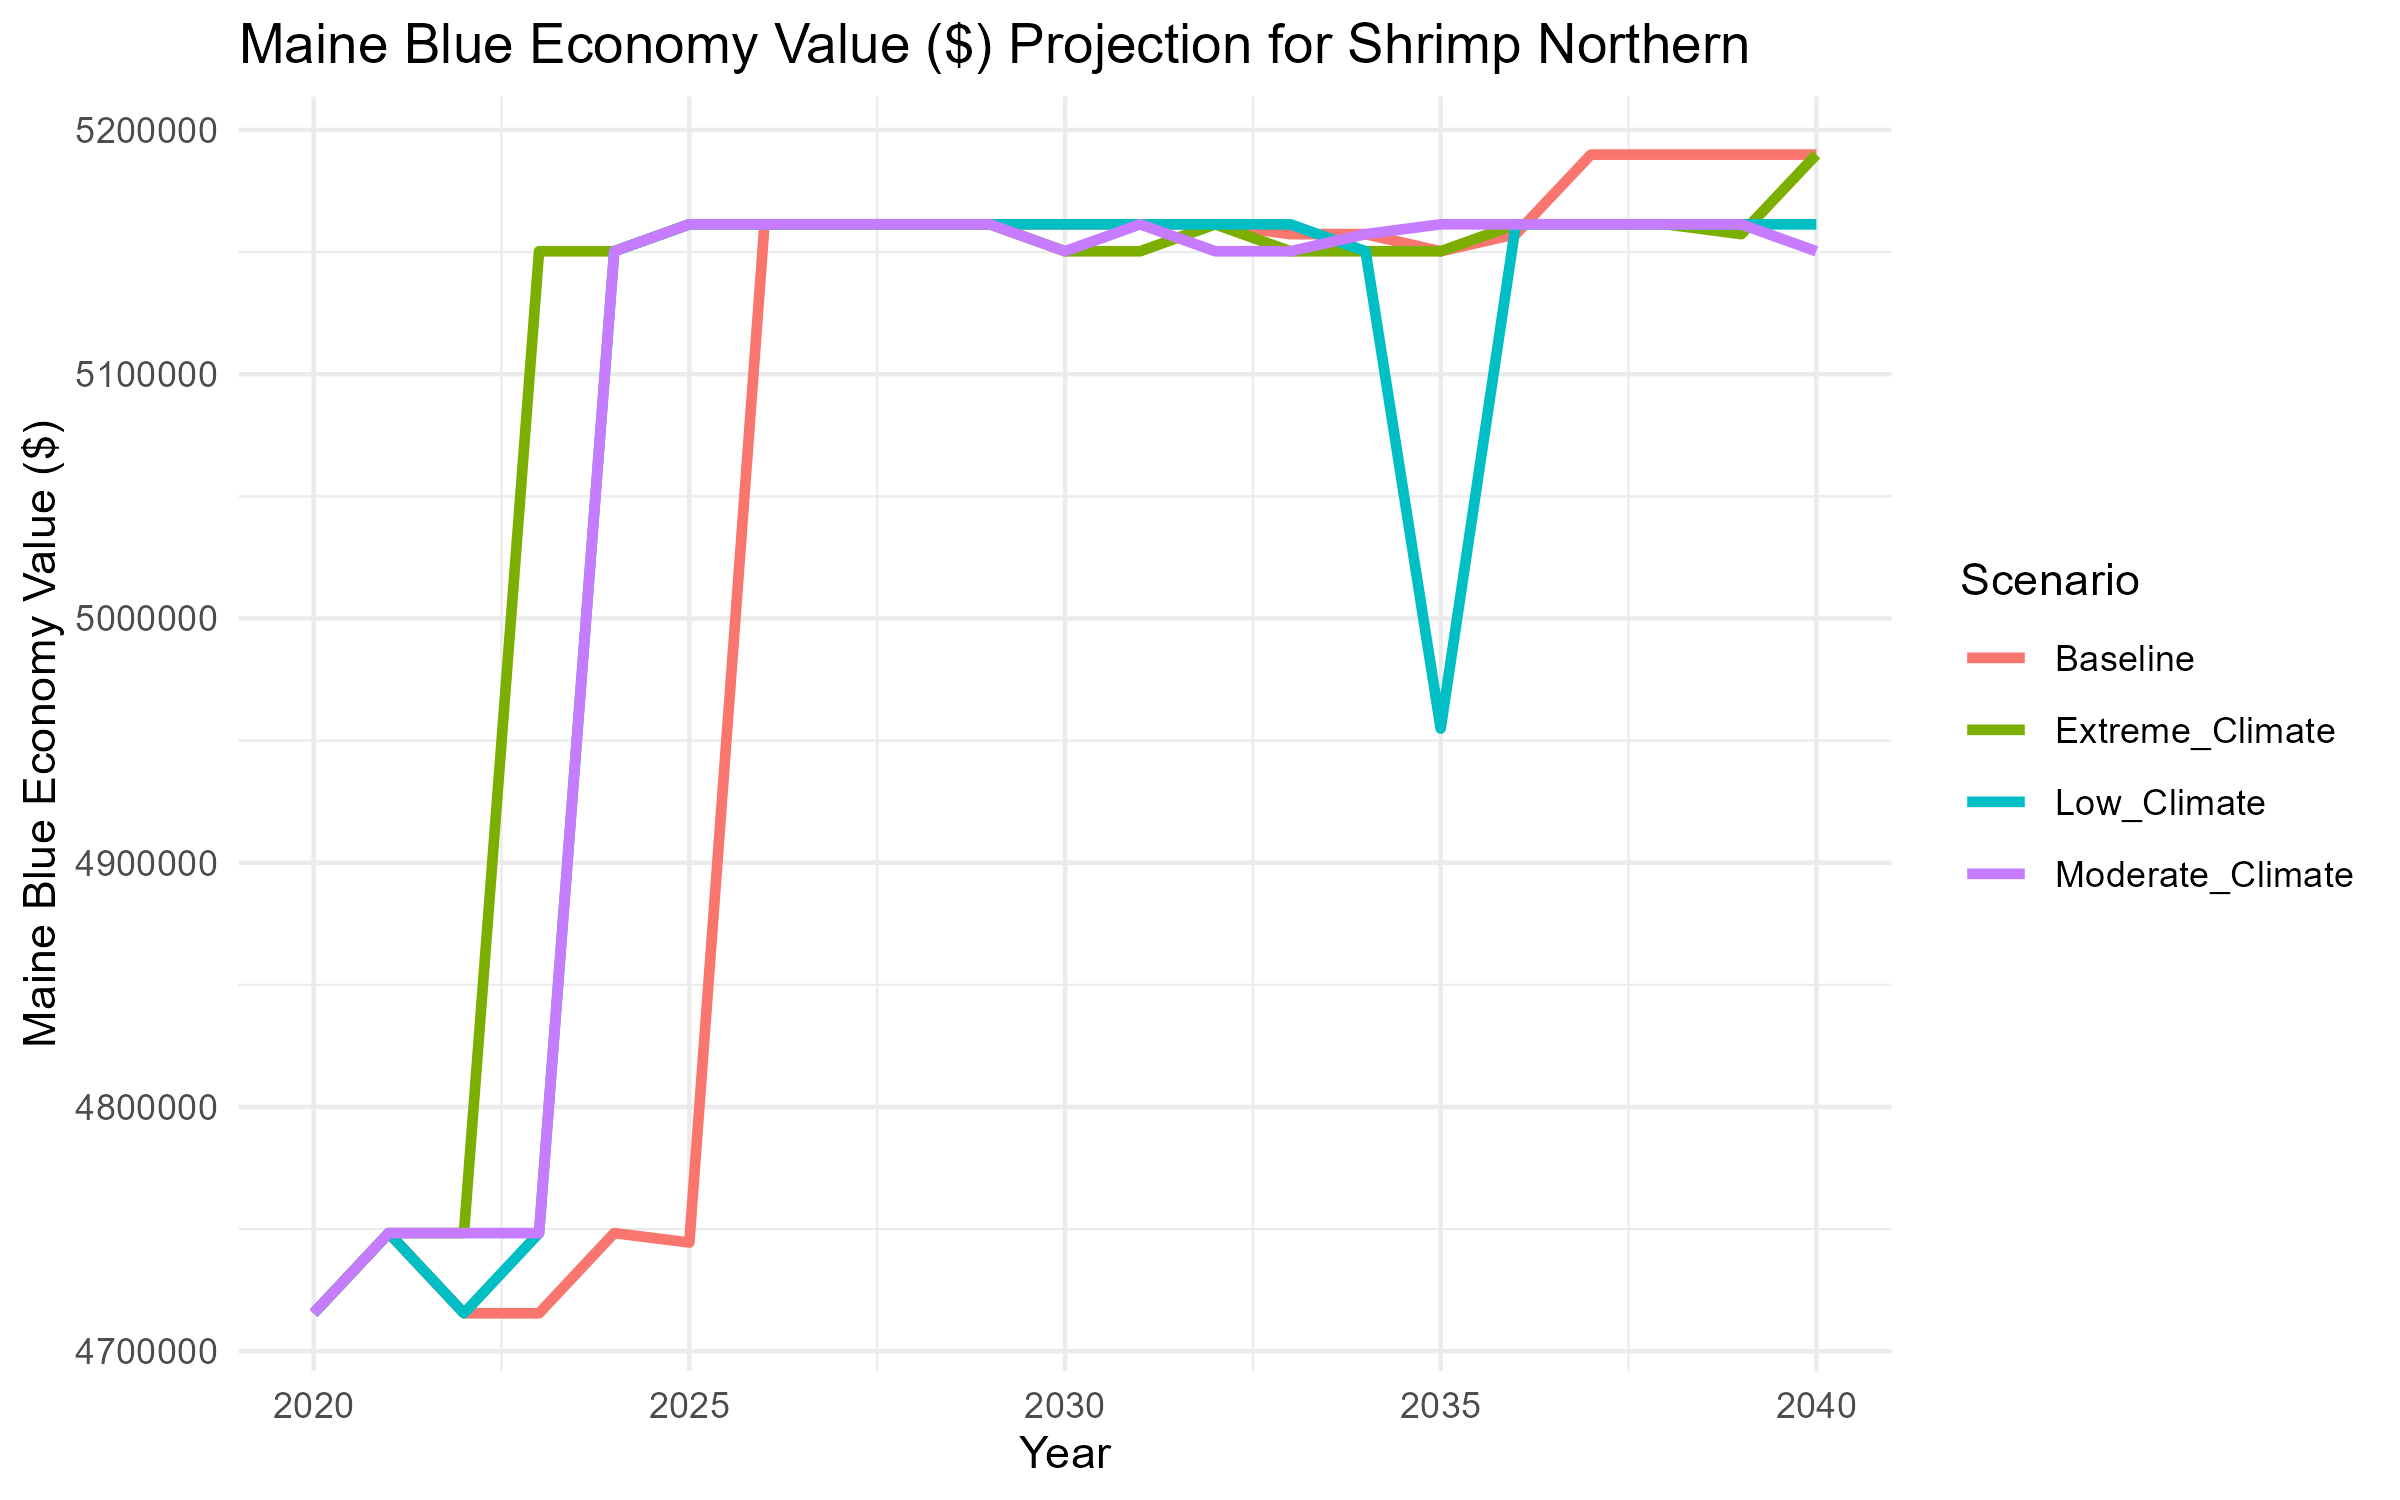 Maine Blue Economy Value ($) Projection for Shrimp Northern
Maine Blue Economy Value ($)
5200000
5100000
5000000
4900000
4800000
4700000
2020 2025 2030 2035 2040
Year
Scenario
Baseline
Extreme_Climate
Low_Climate
Moderate_Climate